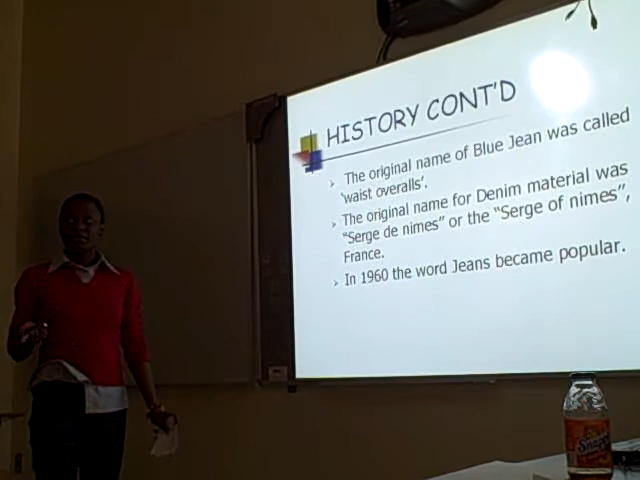 HISTORY CONT'D
The original name of Blue Jean was called
'waist overalls'.
The original name for Denim material was
"Serge de nimes" or the "Serge of nimes",
France.
In 1960 the word Jeans became popular.
Snapple